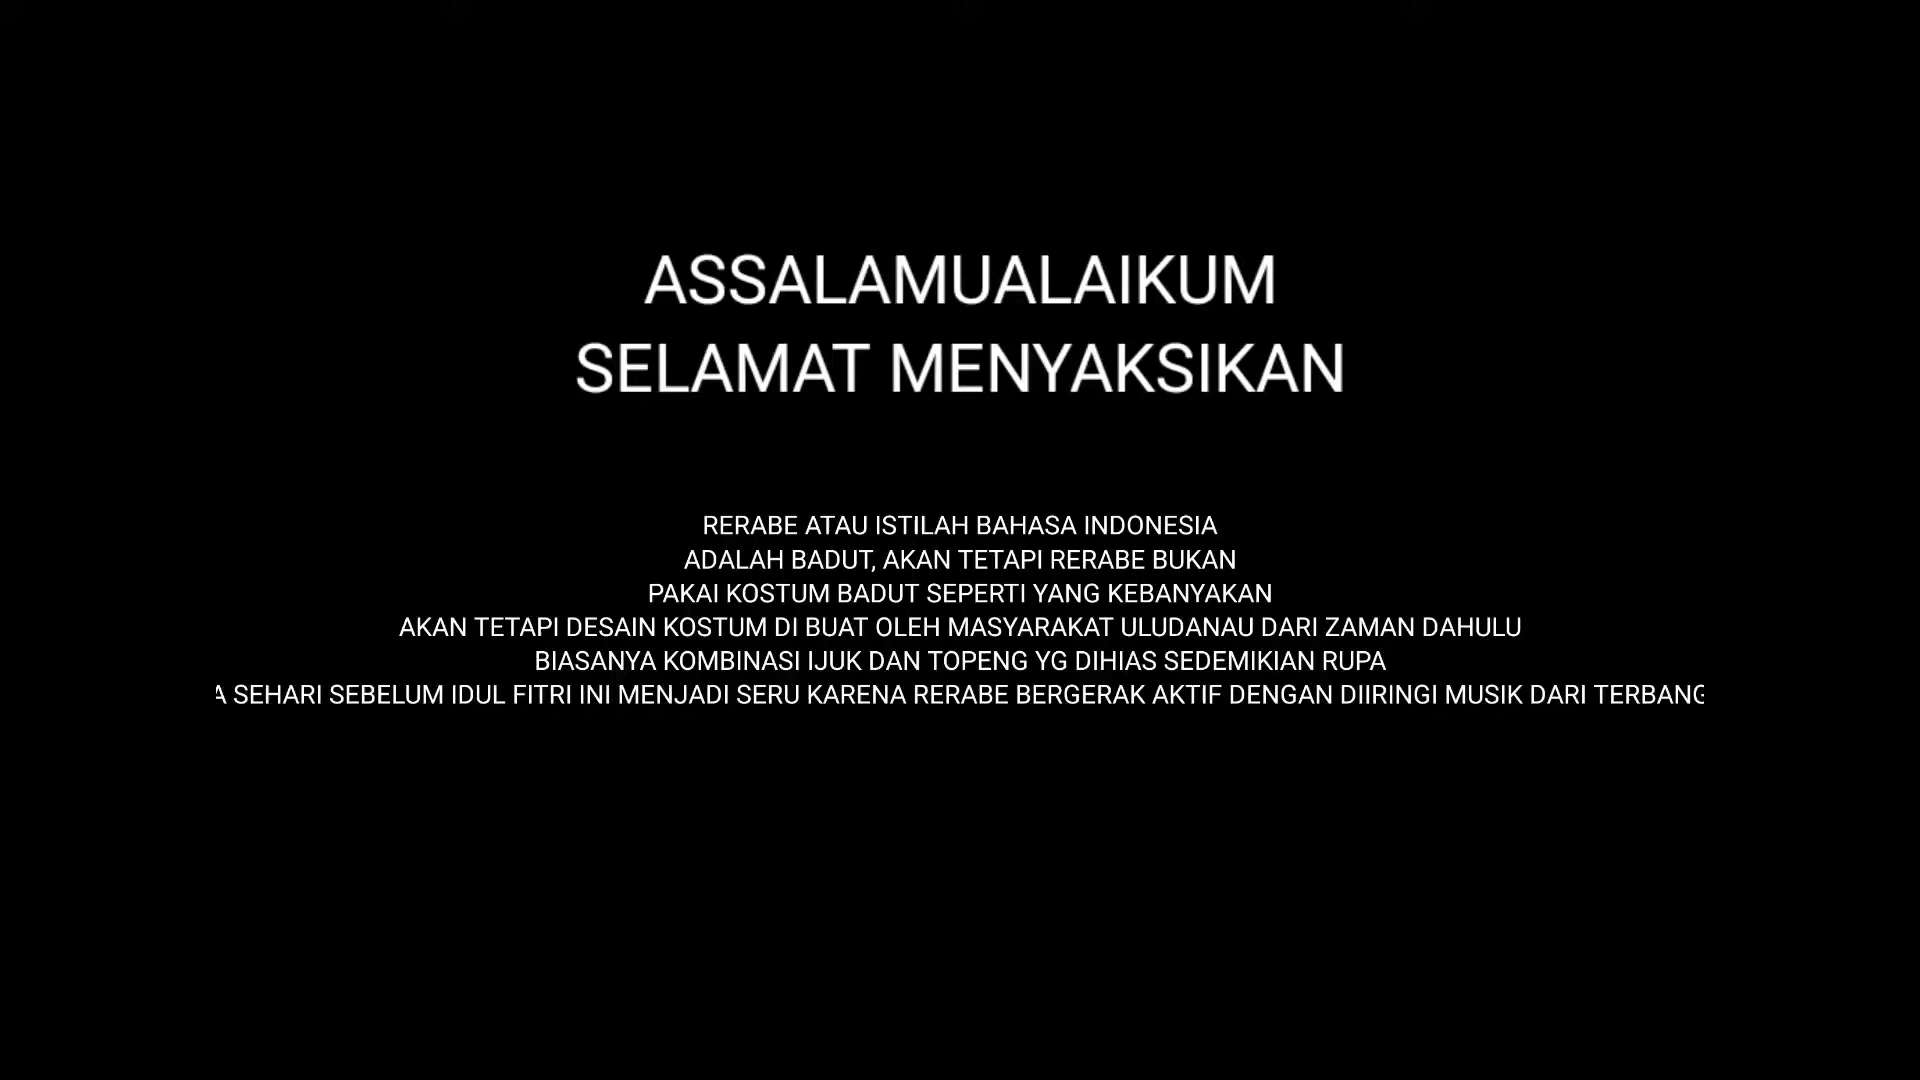 ASSALAMUALAIKUM
SELAMAT MENYAKSIKAN
RERABE ATAU ISTILAH BAHASA INDONESIA
ADALAH BADUT, AKAN TETAPI RERABE BUKAN
PAKAI KOSTUM BADUT SEPERTI YANG KEBANYAKAN
AKAN TETAPI DESAIN KOSTUM DI BUAT OLEH MASYARAKAT ULUDANAU DARI ZAMAN DAHULU
BIASANYA KOMBINASI IJUK DAN TOPENG YG DIHIAS SEDEMIKIAN RUPA
SEHARI SEBELUM IDUL FITRI INI MENJADI SERU KARENA RERABE BERGERAK AKTIF DENGAN DIIRINGI MUSIK DARI